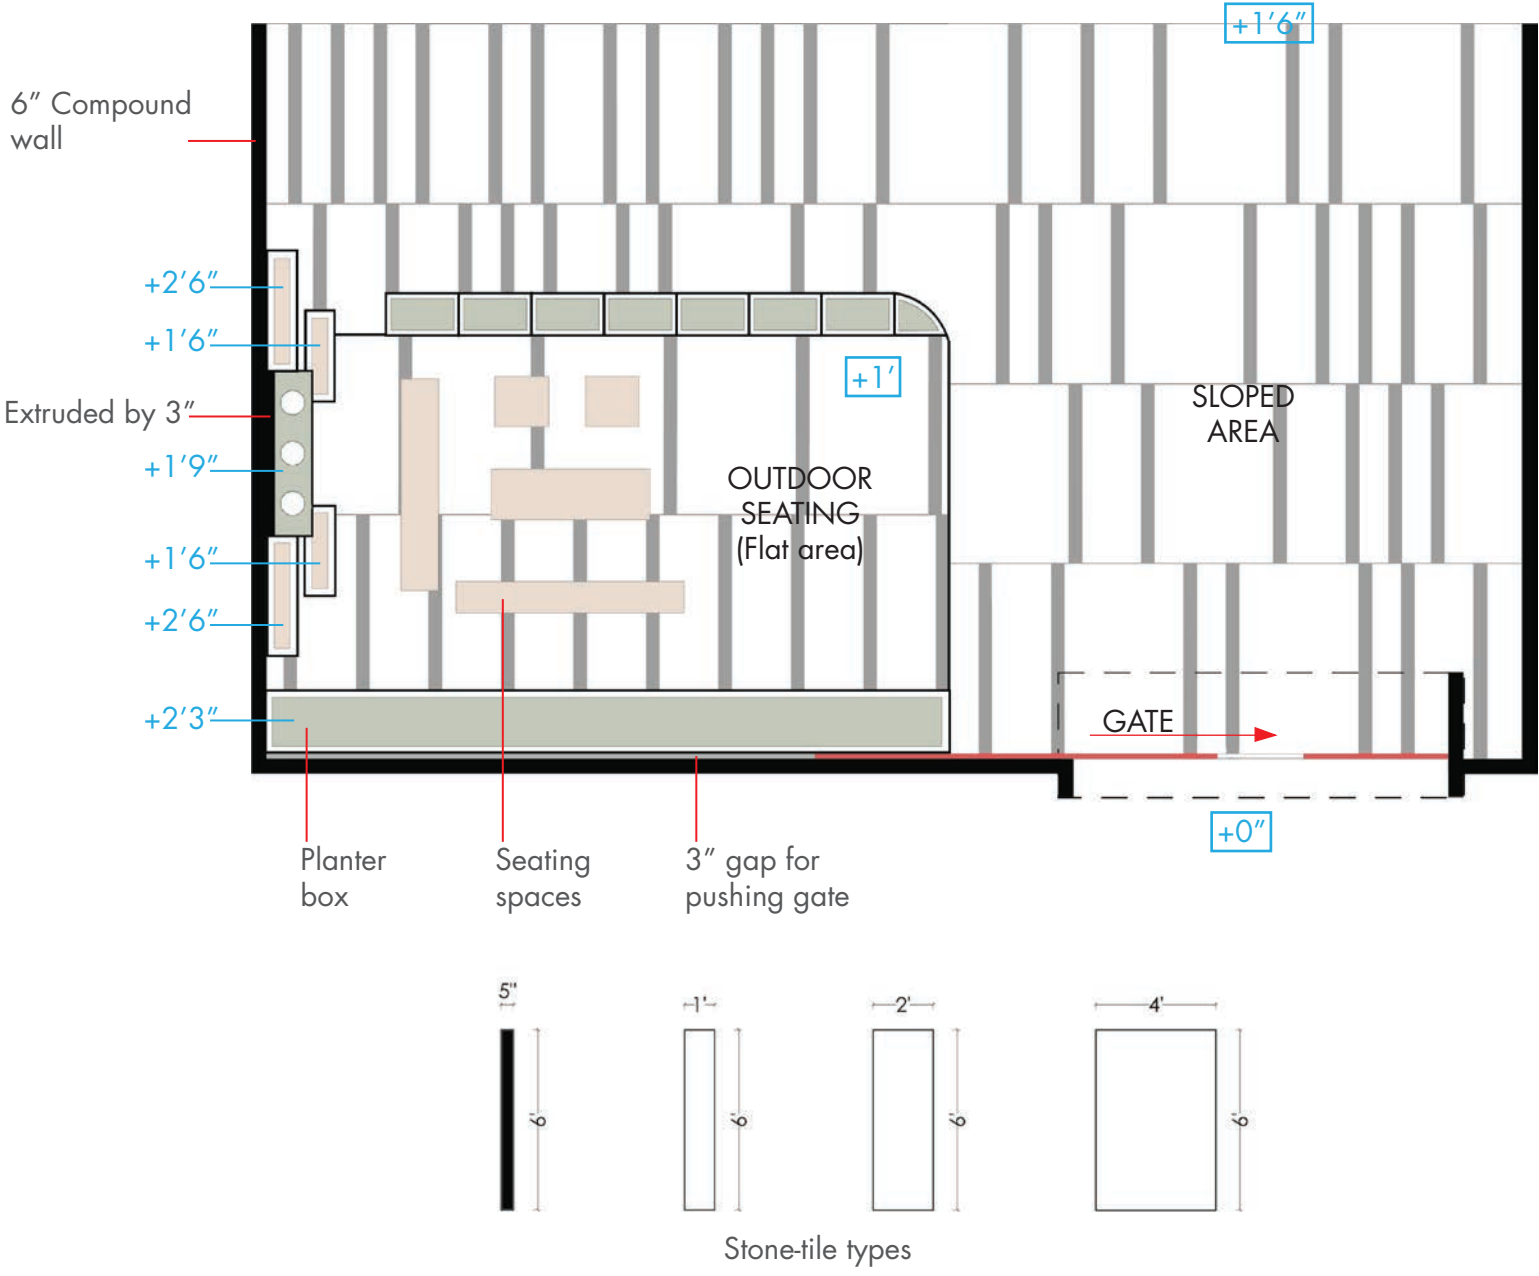 +1’6”
6” Compound
wall
+2’6”
+1’6”
Extruded by 3”
+1’9”
+1’6”
+2’6”
+2’3”
+1’
SLOPED
AREA
OUTDOOR
SEATING
(Flat area)
GATE
+0”
Planter
box
Seating
spaces
3” gap for
pushing gate
5"
1'
2'
4'
6'
6'
6'
6'
Stone-tile types